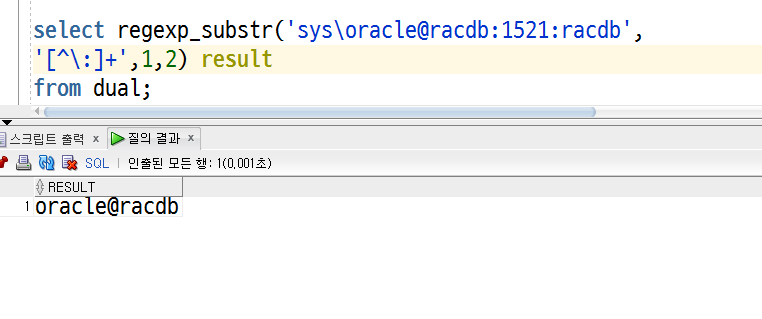 select regexp_substr('sys\oracle@racdb:1521:racdb',
'[^\:]+',1,2) result
from dual;
스크립트 출력 x 질의 결과 x
SQL | 인출된 모든 행: 1(0.001초)
RESULT
1 oracle@racdb